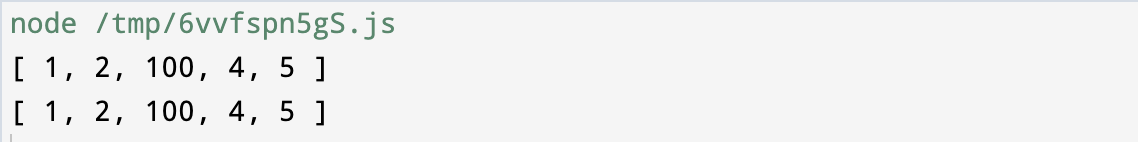 node /tmp/6vvfspn5gS.js
[ 1, 2, 100, 4, 5 ]
[ 1, 2, 100, 4, 5 ]